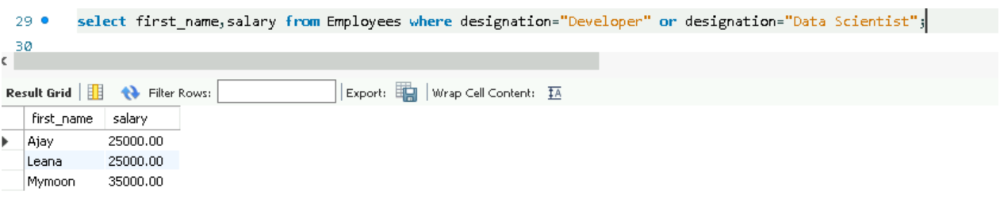 29 select first_name,salary from Employees where designation="Developer" or designation="Data Scientist";
30
Result Grid Filter Rows: Export: Wrap Cell Content: IA
first_name salary
Ajay 25000.00
Leana 25000.00
Mymoon 35000.00